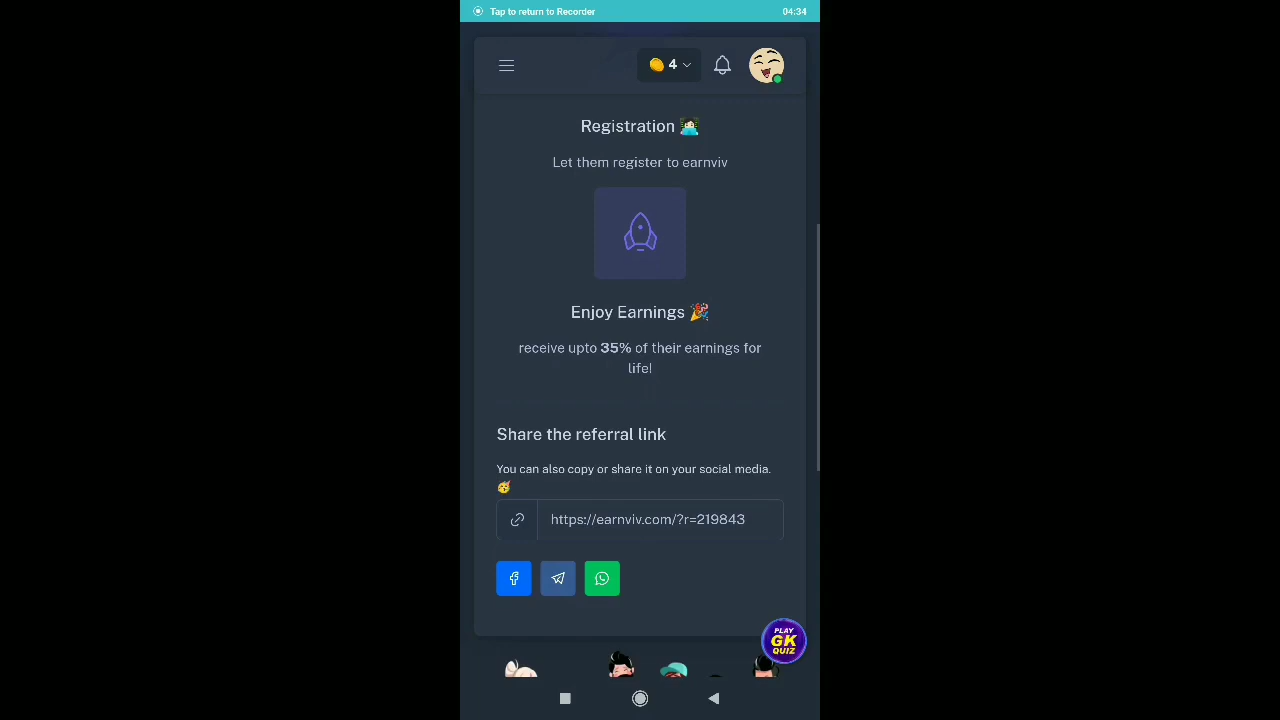 Tap to return to Recorder
04:34
4
Registration
Let them register to earnviv
Enjoy Earnings
receive upto 35% of their earnings for
life!
Share the referral link
You can also copy or share it on your social media.
https://earnviv.com/?r=219843
PLAY
GK
QUIZ